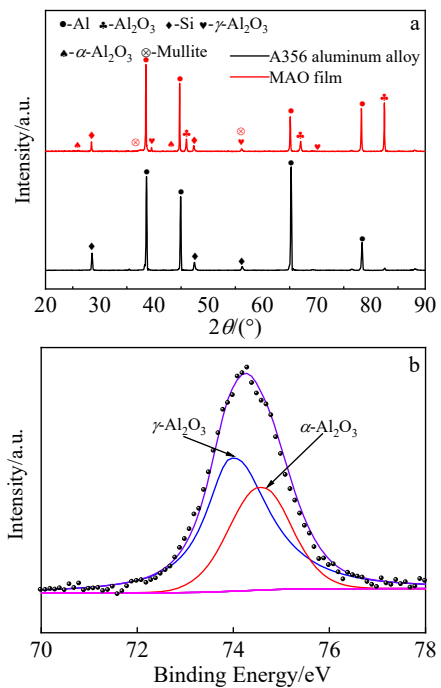 ●-Al ♣-Al₂O₃ ♦-Si ♥-γ-Al₂O₃ a
♠-α-Al₂O₃ ⊗-Mullite
A356 aluminum alloy
MAO film
Intensity/a.u.
20 30 40 50 60 70 80 90
2θ/(°)
b
γ-Al₂O₃
α-Al₂O₃
Intensity/a.u.
70 72 74 76 78
Binding Energy/eV